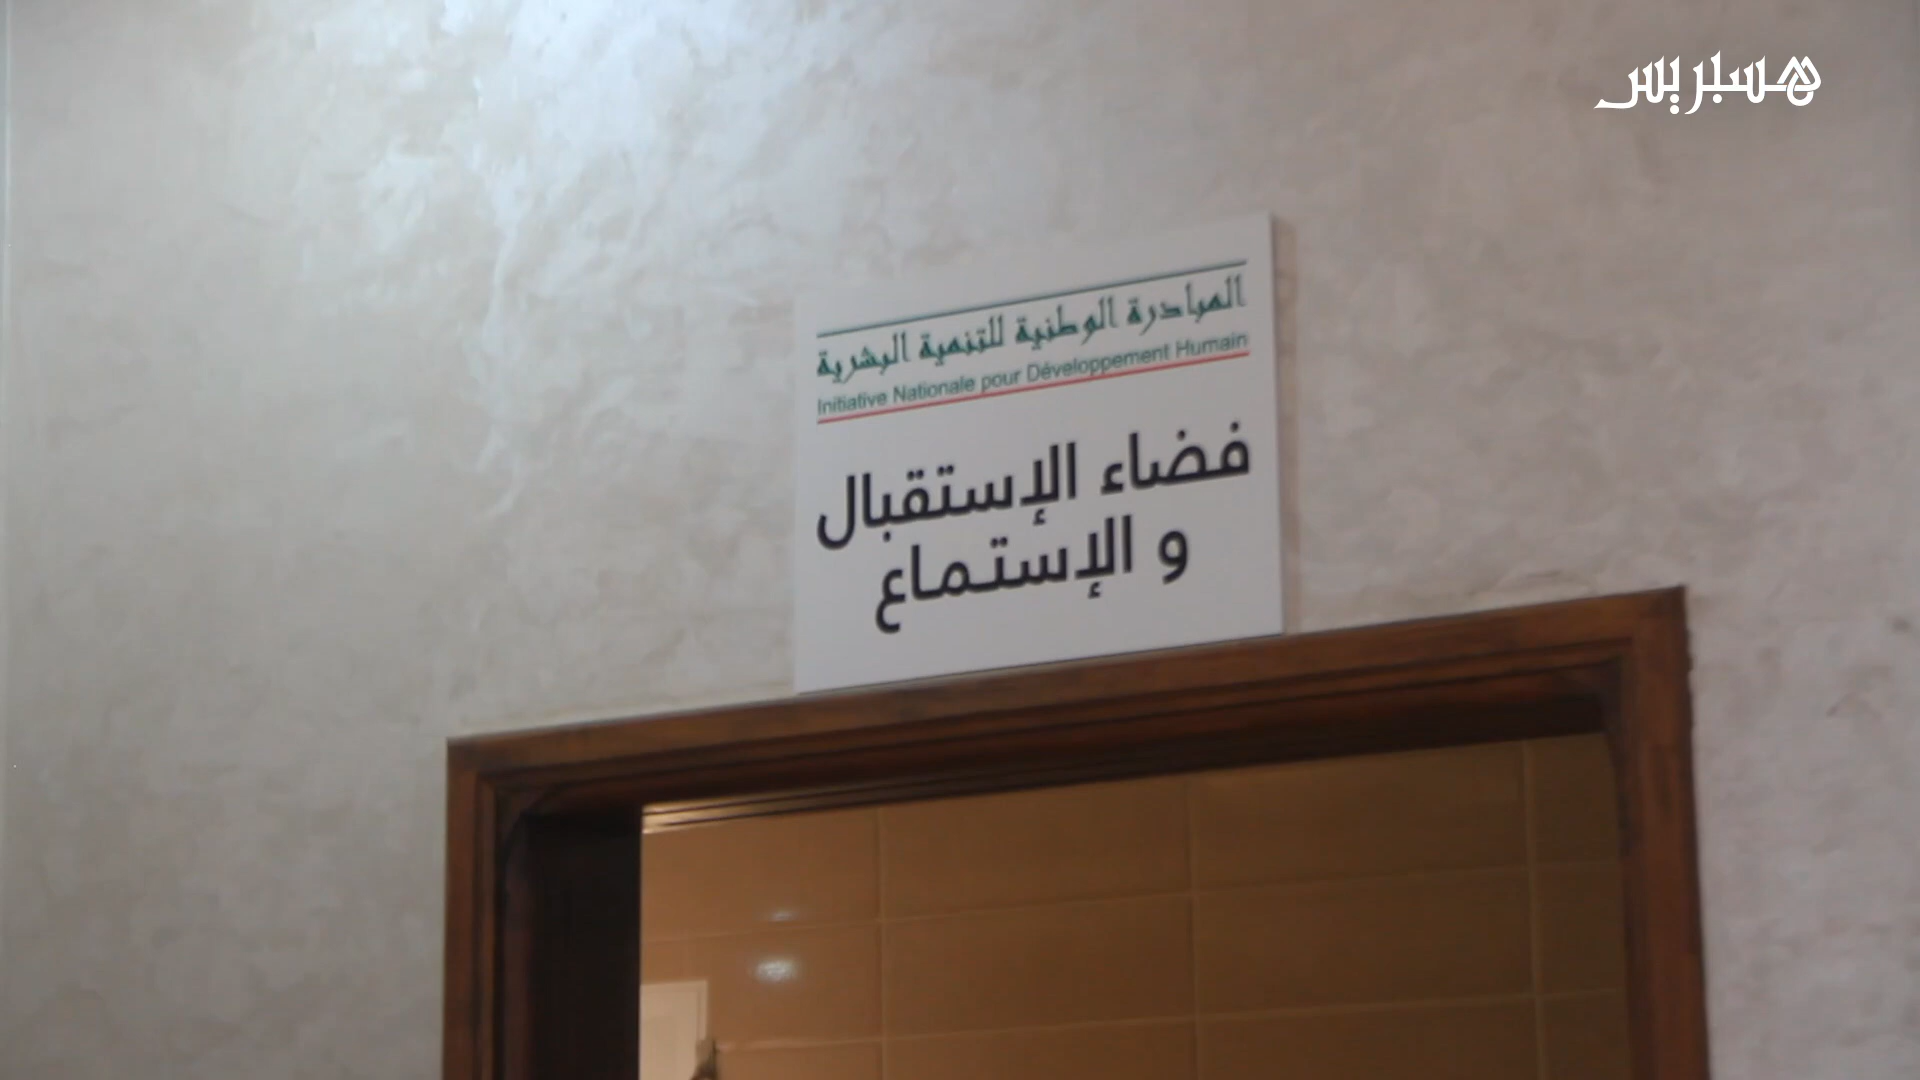 هسبريس
المبادرة الوطنية للتنمية البشرية
Initiative Nationale pour Développement Humain
فضاء الإستقبال
و الإستماع